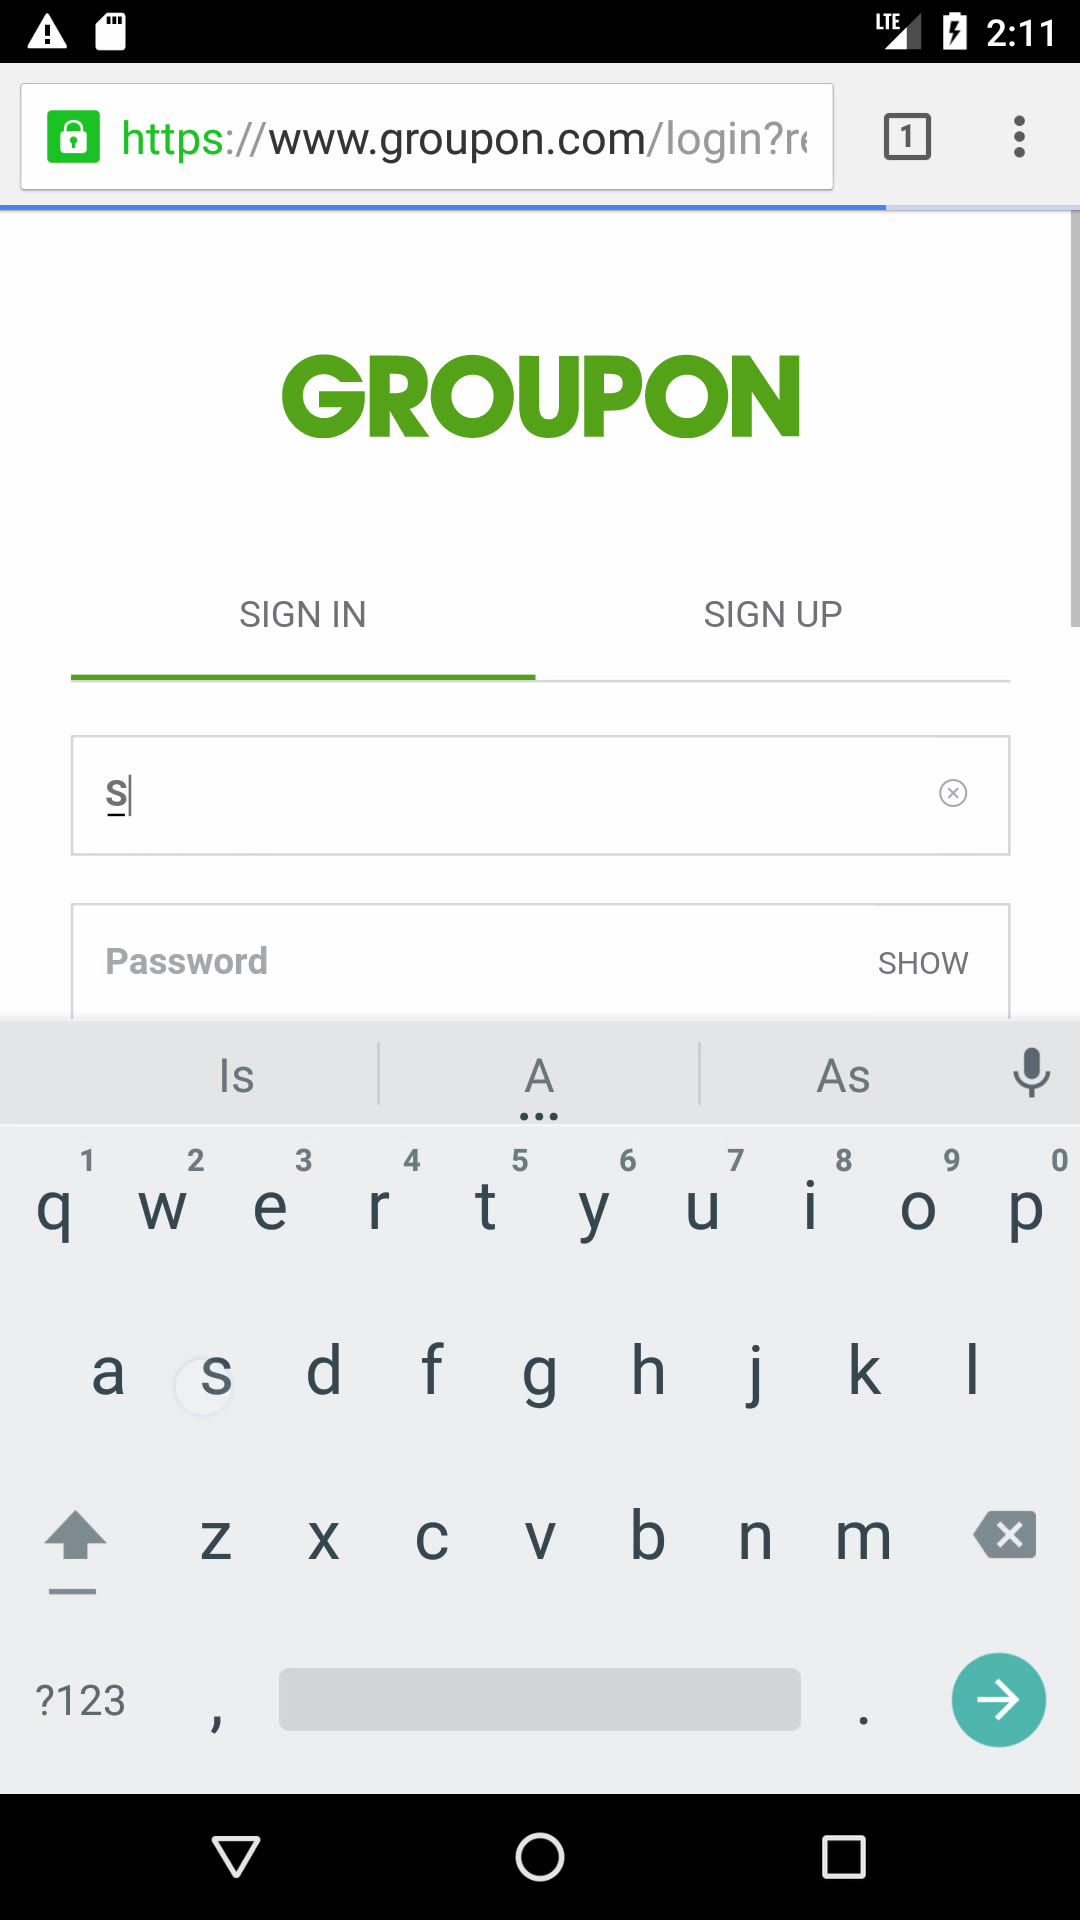 LTE 2:11
https://www.groupon.com/login?re
1
GROUPON
SIGN IN SIGN UP
S
Password SHOW
Is A As
1 2 3 4 5 6 7 8 9 0
q w e r t y u i o p
a s d f g h j k l
z x c v b n m
?123 , .